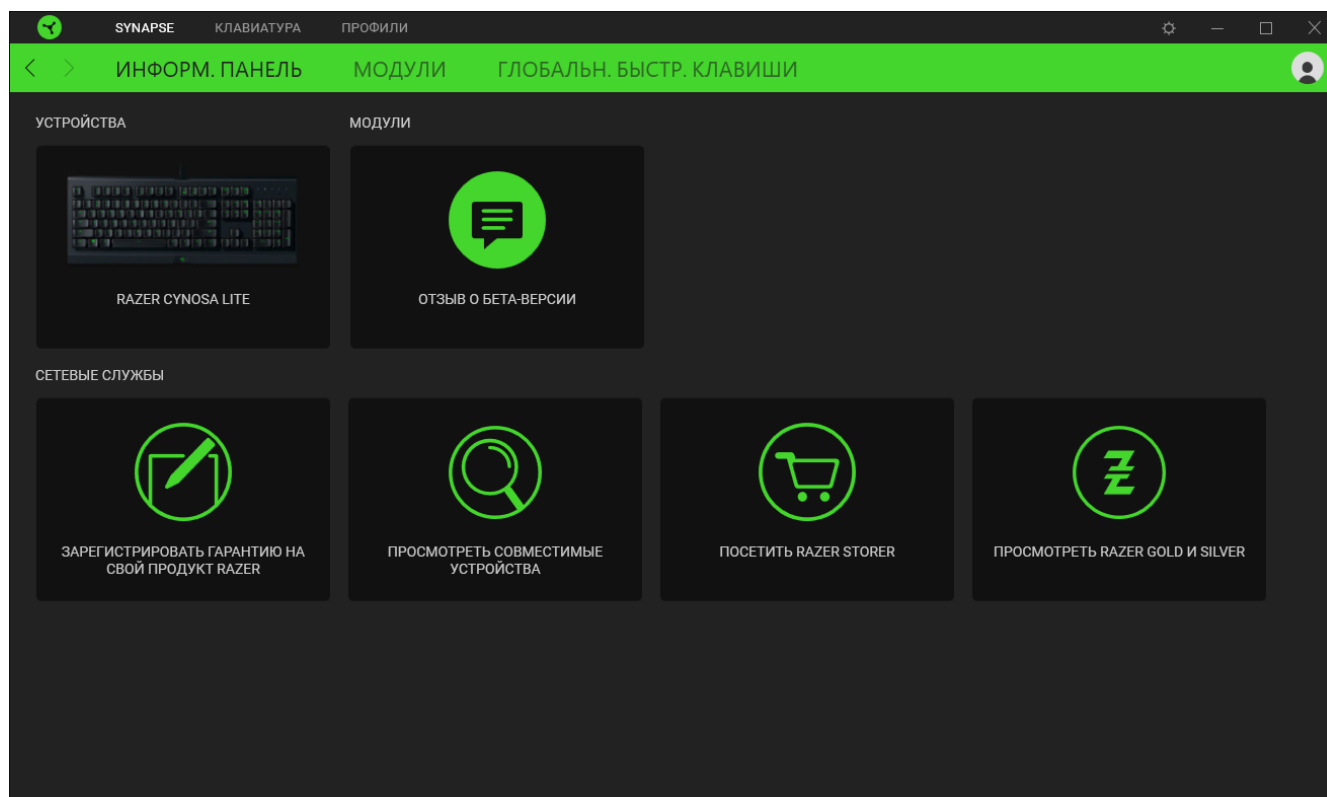 SYNAPSE КЛАВИАТУРА ПРОФИЛИ
ИНФОРМ. ПАНЕЛЬ МОДУЛИ ГЛОБАЛЬН. БЫСТР. КЛАВИШИ
УСТРОЙСТВА МОДУЛИ
RAZER CYNOSA LITE
ОТЗЫВ О БЕТА-ВЕРСИИ
СЕТЕВЫЕ СЛУЖБЫ
ЗАРЕГИСТРИРОВАТЬ ГАРАНТИЮ НА
СВОЙ ПРОДУКТ RAZER
ПРОСМОТРЕТЬ СОВМЕСТИМЫЕ
УСТРОЙСТВА
ПОСЕТИТЬ RAZER STORER
ПРОСМОТРЕТЬ RAZER GOLD И SILVER